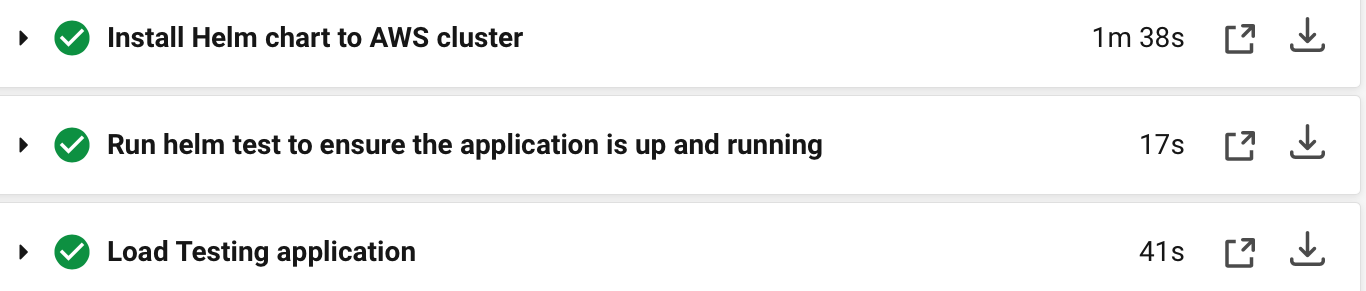 Install Helm chart to AWS cluster 1m 38s
Run helm test to ensure the application is up and running 17s
Load Testing application 41s